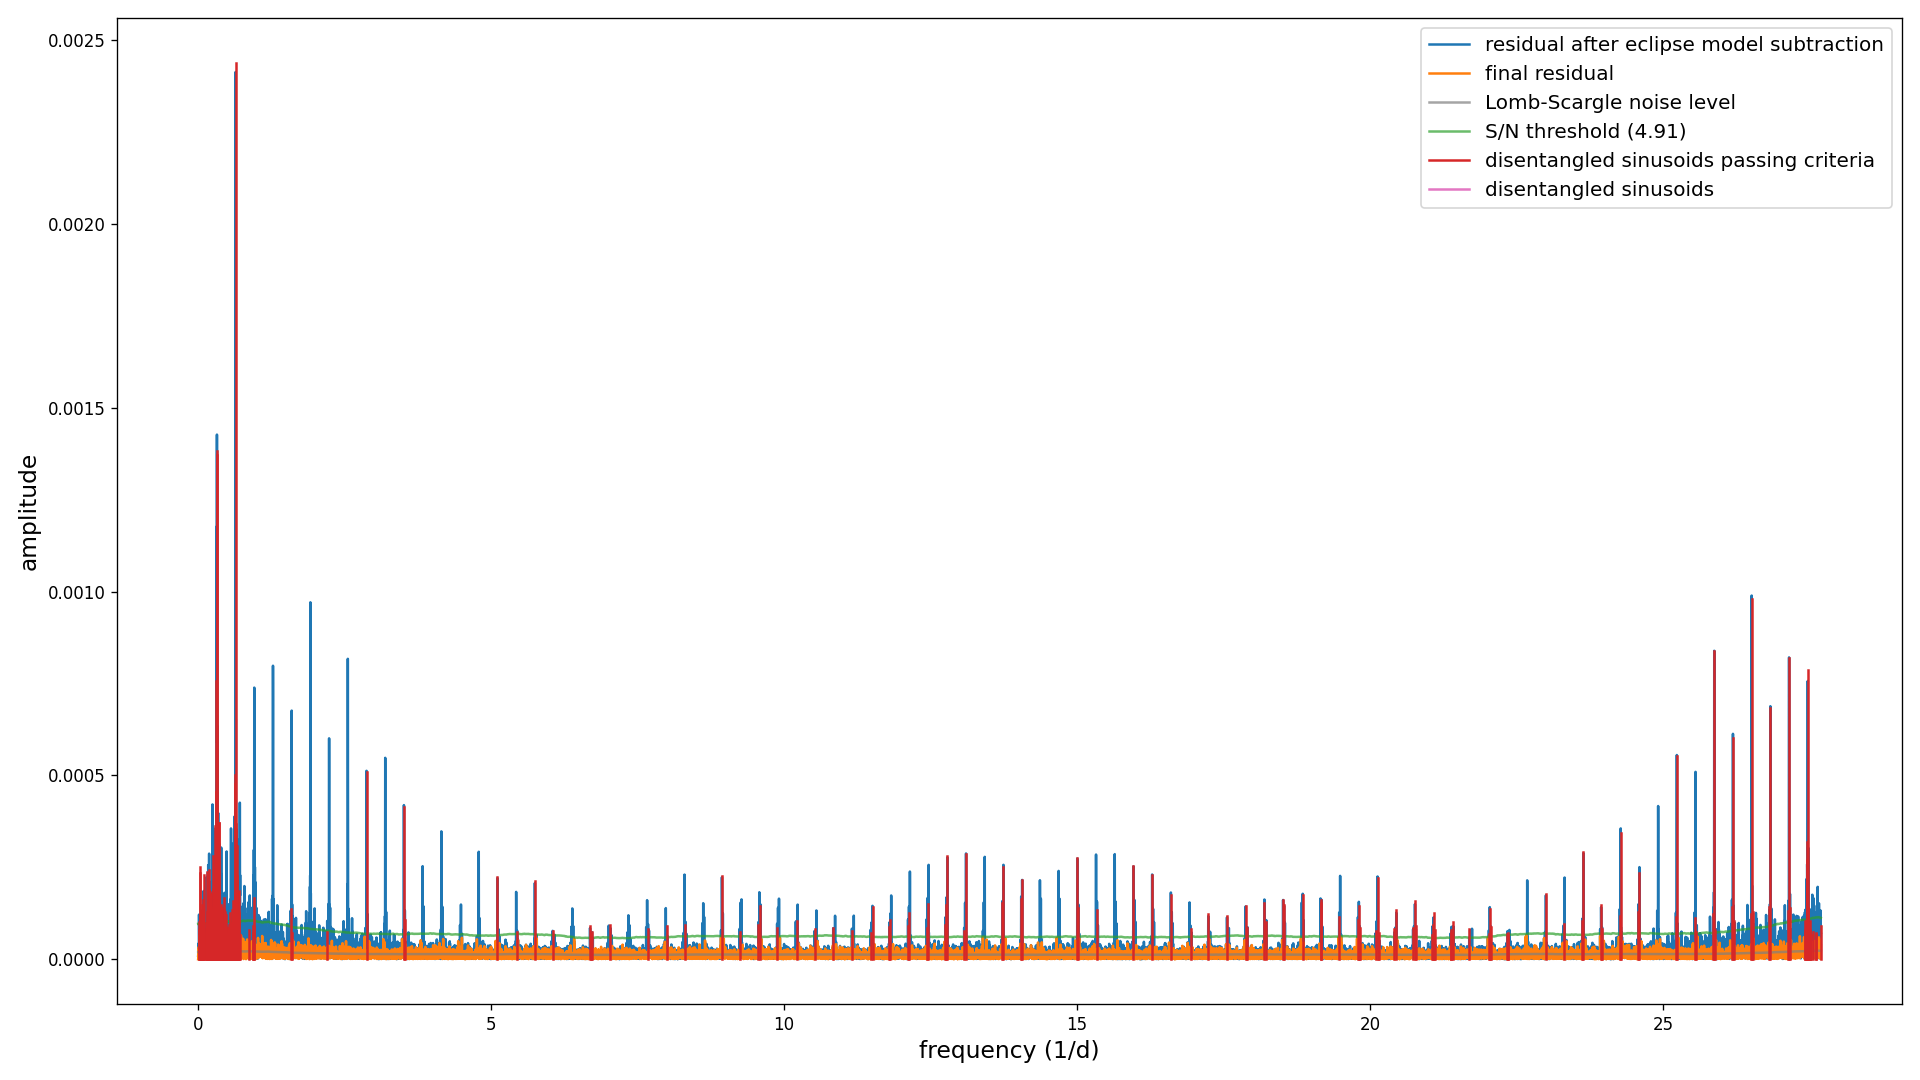 0.0025
0.0020
0.0015
0.0010
0.0005
0.0000
amplitude
0
5
10
15
20
25
frequency (1/d)
residual after eclipse model subtraction
final residual
Lomb-Scargle noise level
S/N threshold (4.91)
disentangled sinusoids passing criteria
disentangled sinusoids